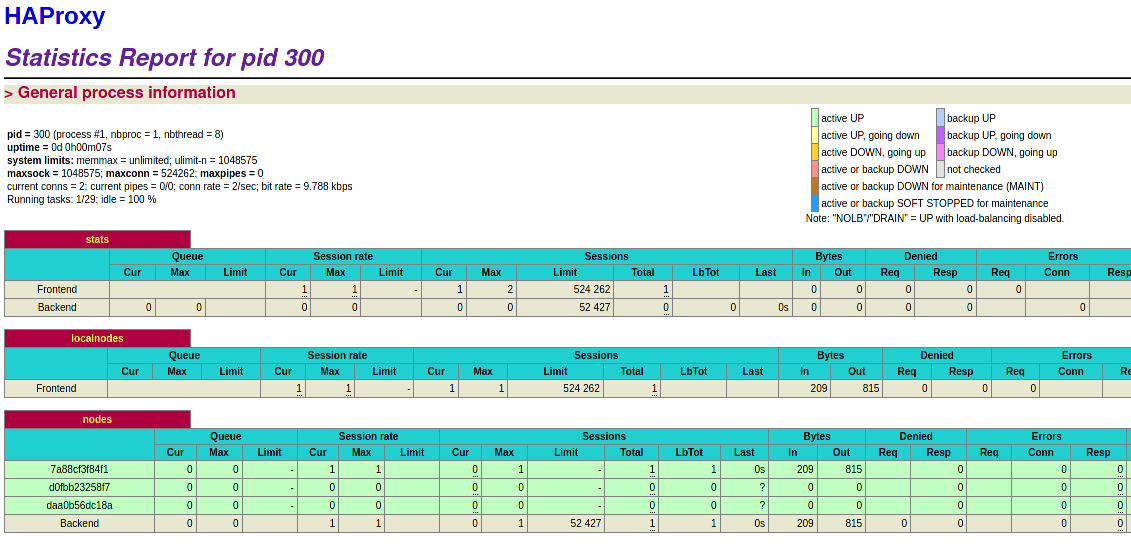 HAProxy
Statistics Report for pid 300
> General process information
pid = 300 (process #1, nbproc = 1, nbthread = 8)
uptime = 0d 0h00m07s
system limits: memmax = unlimited; ulimit-n = 1048575
maxsock = 1048575; maxconn = 524262; maxpipes = 0
current conns = 2; current pipes = 0/0; conn rate = 2/sec; bit rate = 9.788 kbps
Running tasks: 1/29; idle = 100 %
active UP backup UP
active UP, going down backup UP, going down
active DOWN, going up backup DOWN, going up
active or backup DOWN not checked
active or backup DOWN for maintenance (MAINT)
active or backup SOFT STOPPED for maintenance
Note: "NOLB"/"DRAIN" = UP with load-balancing disabled.
stats
Queue Session rate Sessions Bytes Denied Errors
Cur Max Limit Cur Max Limit Cur Max Limit Total LbTot Last In Out Req Resp Req Conn Resp
Frontend 1 1 - 1 2 524 262 1 0 0 0 0 0
Backend 0 0 0 0 0 0 52 427 0 0 0s 0 0 0 0 0
localnodes
Queue Session rate Sessions Bytes Denied Errors
Cur Max Limit Cur Max Limit Cur Max Limit Total LbTot Last In Out Req Resp Req Conn Re
Frontend 1 1 - 1 1 524 262 1 209 815 0 0 0
nodes
Queue Session rate Sessions Bytes Denied Errors
Cur Max Limit Cur Max Limit Cur Max Limit Total LbTot Last In Out Req Resp Req Conn Resp
7a88cf3f84f1 0 0 - 1 1 0 1 - 1 1 0s 209 815 0 0 0
d0fbb23258f7 0 0 - 0 0 0 0 - 0 0 ? 0 0 0 0 0
daa0b56dc18a 0 0 - 0 0 0 0 - 0 0 ? 0 0 0 0 0
Backend 0 0 1 1 0 1 52 427 1 1 0s 209 815 0 0 0 0